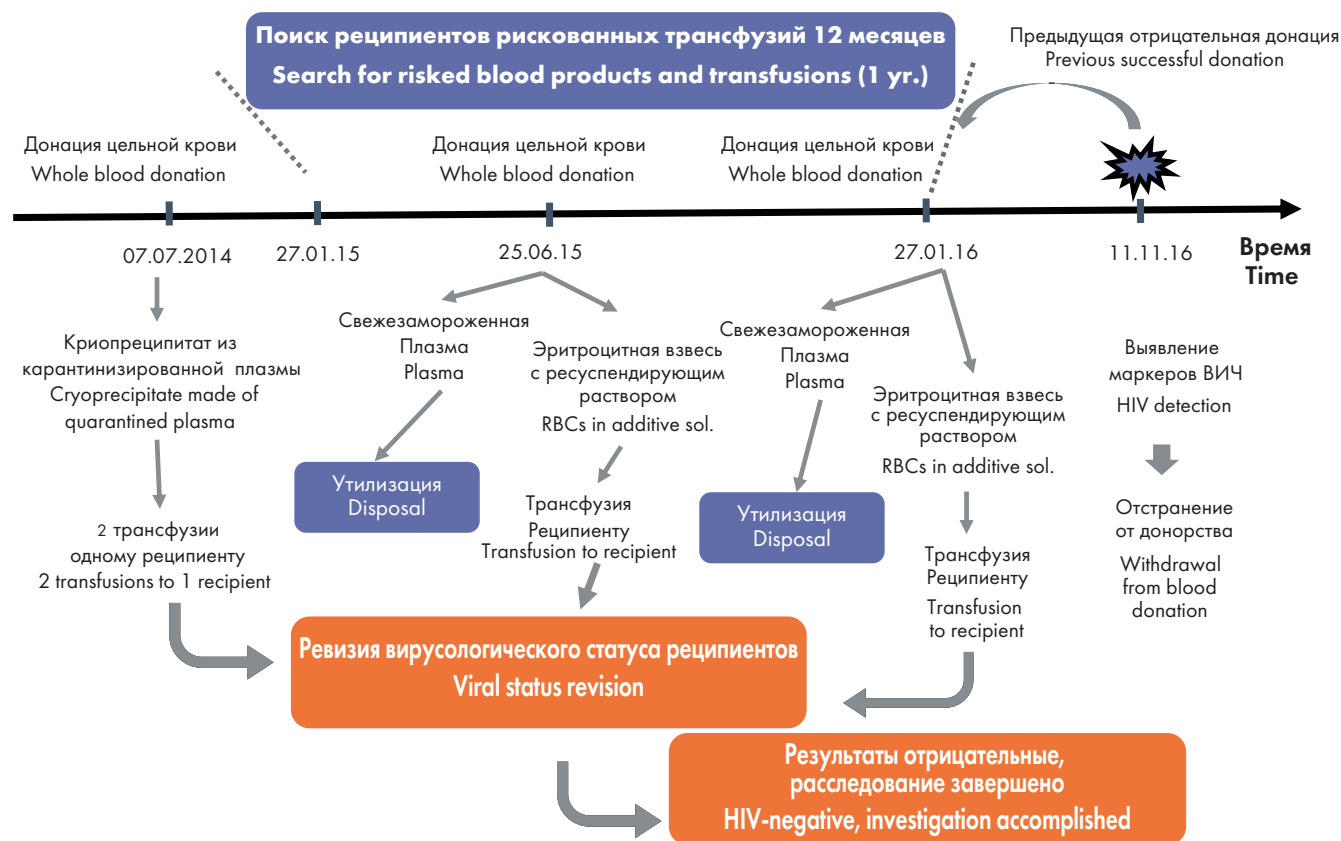 Поиск реципиентов рискованных трансфузий 12 месяцев
Search for risked blood products and transfusions (1 yr.)
Предыдущая отрицательная донация
Previous successful donation
Донация цельной крови
Whole blood donation
Донация цельной крови
Whole blood donation
Донация цельной крови
Whole blood donation
07.07.2014
27.01.15
25.06.15
27.01.16
11.11.16
Время
Time
Криопреципитат из
карантинизированной плазмы
Cryoprecipitate made of
quarantined plasma
2 трансфузии
одному реципиенту
2 transfusions to 1 recipient
Свежезамороженная
Плазма
Plasma
Утилизация
Disposal
Эритроцитная взвесь
с ресуспендирующим
раствором
RBCs in additive sol.
Трансфузия
Реципиенту
Transfusion to recipient
Свежезамороженная
Плазма
Plasma
Утилизация
Disposal
Эритроцитная взвесь
с ресуспендирующим
раствором
RBCs in additive sol.
Трансфузия
Реципиенту
Transfusion
to recipient
Выявление
маркеров ВИЧ
HIV detection
Отстранение
от донорства
Withdrawal
from blood
donation
Ревизия вирусологического статуса реципиентов
Viral status revision
Результаты отрицательные,
расследование завершено
HIV-negative, investigation accomplished